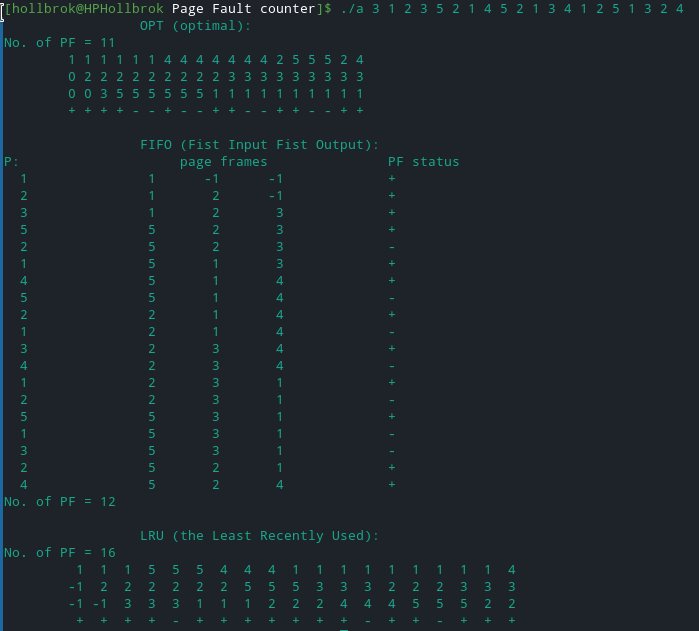 [hollbrok@HPHollbrok Page Fault counter]$ ./a 3 1 2 3 5 2 1 4 5 2 1 3 4 1 2 5 1 3 2 4
OPT (optimal):
No. of PF = 11
1 1 1 1 1 1 4 4 4 4 4 4 4 2 5 5 5 2 4
0 2 2 2 2 2 2 2 2 2 3 3 3 3 3 3 3 3 3
0 0 3 5 5 5 5 5 5 1 1 1 1 1 1 1 1 1 1
+ + + + - - + - - + + - - + + - - + +
FIFO (Fist Input Fist Output):
P: page frames PF status
1 1 -1 -1 +
2 1 2 -1 +
3 1 2 3 +
5 5 2 3 +
2 5 2 3 -
1 5 1 3 +
4 5 1 4 +
5 5 1 4 -
2 2 1 4 +
1 2 1 4 -
3 2 3 4 +
4 2 3 4 -
1 2 3 1 +
2 2 3 1 -
5 5 3 1 +
1 5 3 1 -
3 5 3 1 -
2 5 2 1 +
4 5 2 4 +
No. of PF = 12
LRU (the Least Recently Used):
No. of PF = 16
1 1 1 5 5 5 4 4 4 1 1 1 1 1 1 1 1 1 4
-1 2 2 2 2 2 2 5 5 5 3 3 3 2 2 2 3 3 3
-1 -1 3 3 3 1 1 1 2 2 2 4 4 4 5 5 5 2 2
+ + + + - + + + + + + + - + + - + + +